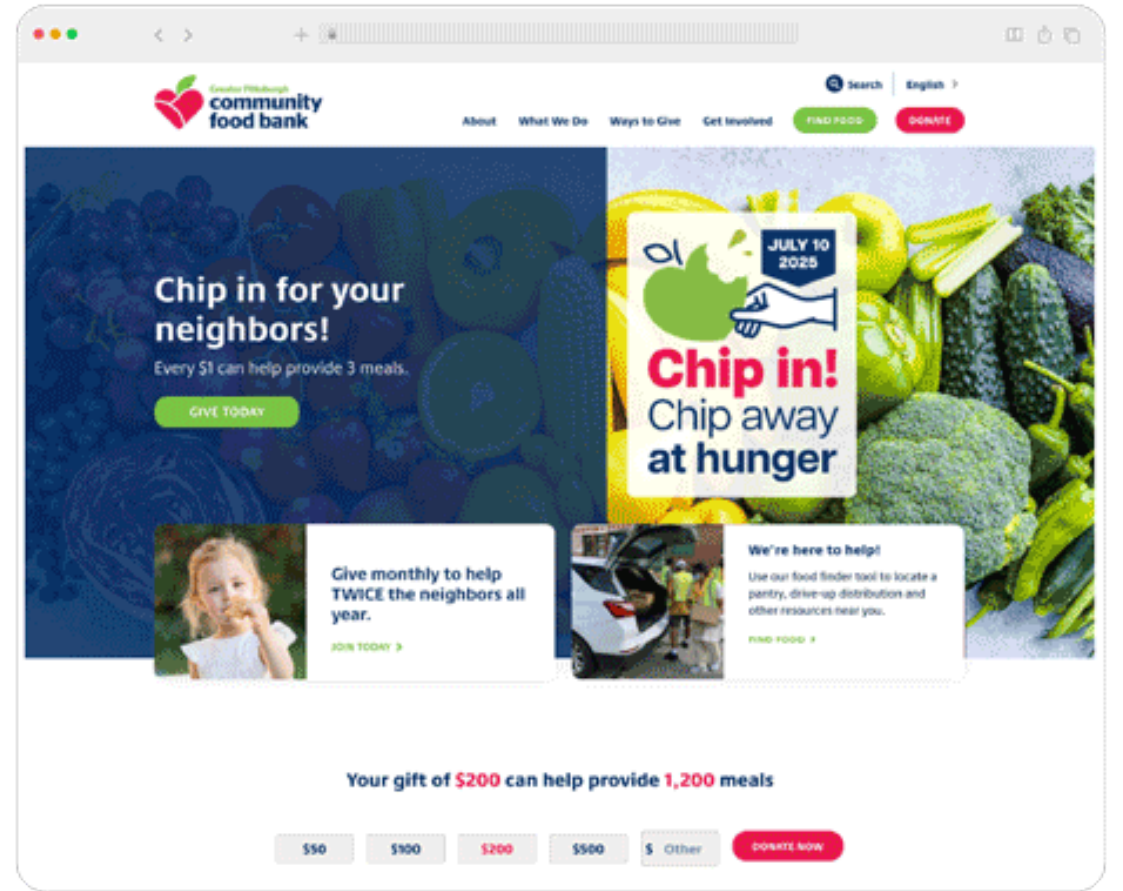 Greater Pittsburgh
community
food bank
Search
English
About
What We Do
Ways to Give
Get Involved
FIND FOOD
DONATE
Chip in for your
neighbors!
Every $1 can help provide 3 meals.
GIVE TODAY
JULY 10
2025
Chip in!
Chip away
at hunger
Give monthly to help
TWICE the neighbors all
year.
JOIN TODAY
We're here to help!
Use our food finder tool to locate a
pantry, drive-up distribution and
other resources near you.
FIND FOOD
Your gift of $200 can help provide 1,200 meals
$50
$100
$200
$500
$ Other
DONATE NOW